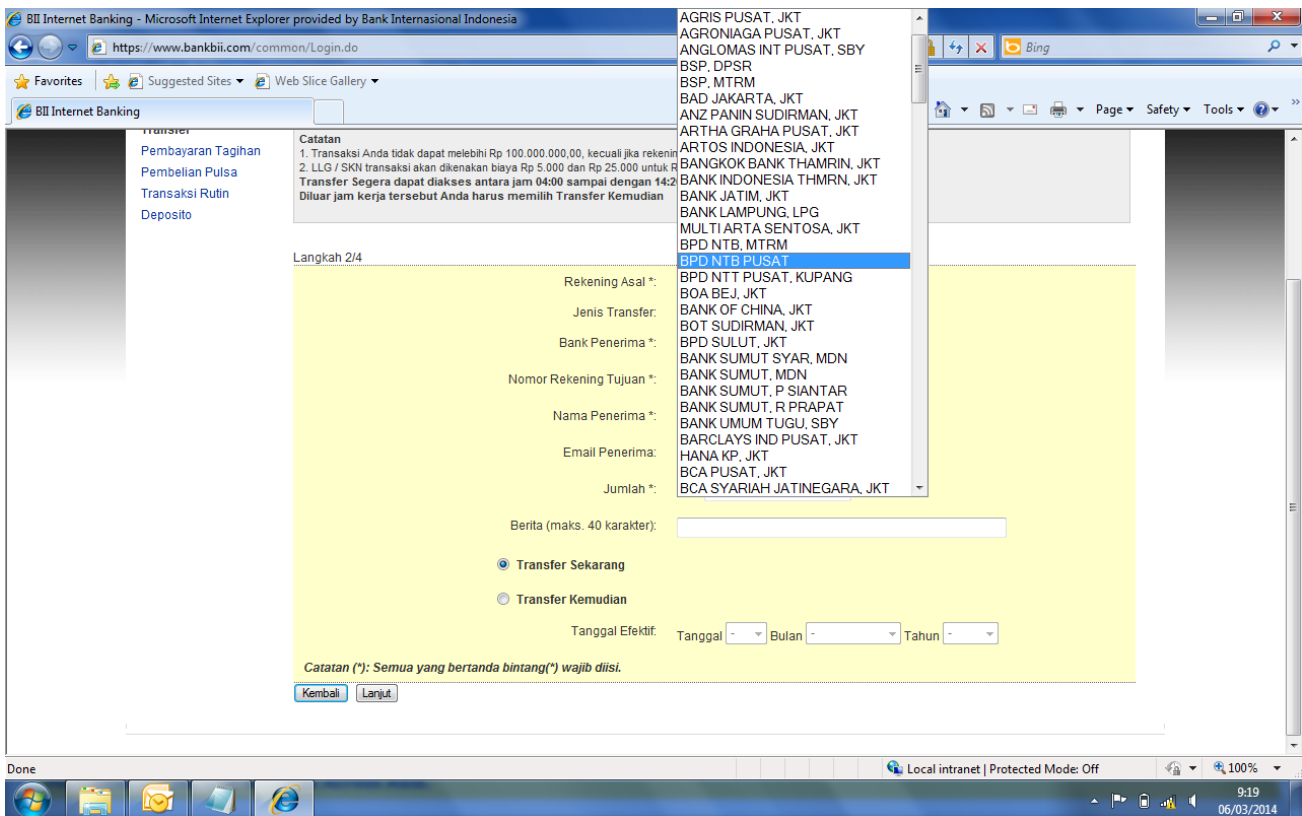 BII Internet Banking - Microsoft Internet Explorer provided by Bank Internasional Indonesia
https://www.bankbii.com/common/Login.do
Bing
Favorites
Suggested Sites
Web Slice Gallery
BII Internet Banking
Page
Safety
Tools
Transfer
Pembayaran Tagihan
Pembelian Pulsa
Transaksi Rutin
Deposito
Catatan
1. Transaksi Anda tidak dapat melebihi Rp 100.000.000,00, kecuali jika
2. LLG / SKN transaksi akan dikenakan biaya Rp 5.000 dan Rp 25.000 untuk
Transfer Segera dapat diakses antara jam 04:00 sampai dengan
Diluar jam kerja tersebut Anda harus memilih Transfer Kemudian
Langkah 2/4
Rekening Asal *:
Jenis Transfer:
Bank Penerima *:
Nomor Rekening Tujuan *:
Nama Penerima *:
Email Penerima:
Jumlah *:
AGRIS PUSAT, JKT
AGRONIAGA PUSAT, JKT
ANGLOMAS INT PUSAT, SBY
BSP, DPSR
BSP, MTRM
BAD JAKARTA, JKT
ANZ PANIN SUDIRMAN, JKT
ARTHA GRAHA PUSAT, JKT
ARTOS INDONESIA, JKT
BANGKOK BANK THAMRIN, JKT
BANK INDONESIA THMRN, JKT
BANK JATIM, JKT
BANK LAMPUNG, LPG
MULTI ARTA SENTOSA, JKT
BPD NTB, MTRM
BPD NTB PUSAT
BPD NTT PUSAT, KUPANG
BOA BEJ, JKT
BANK OF CHINA, JKT
BOT SUDIRMAN, JKT
BPD SULUT, JKT
BANK SUMUT SYAR, MDN
BANK SUMUT, MDN
BANK SUMUT, P SIANTAR
BANK SUMUT, R PRAPAT
BANK UMUM TUGU, SBY
BARCLAYS IND PUSAT, JKT
HANA KP, JKT
BCA PUSAT, JKT
BCA SYARIAH JATINEGARA, JKT
Berita (maks. 40 karakter):
Transfer Sekarang
Transfer Kemudian
Tanggal Efektif: Tanggal - Bulan - Tahun -
Catatan (*): Semua yang bertanda bintang(*) wajib diisi.
Kembali Lanjut
Done
Local intranet | Protected Mode: Off
100%
9:19
06/03/2014